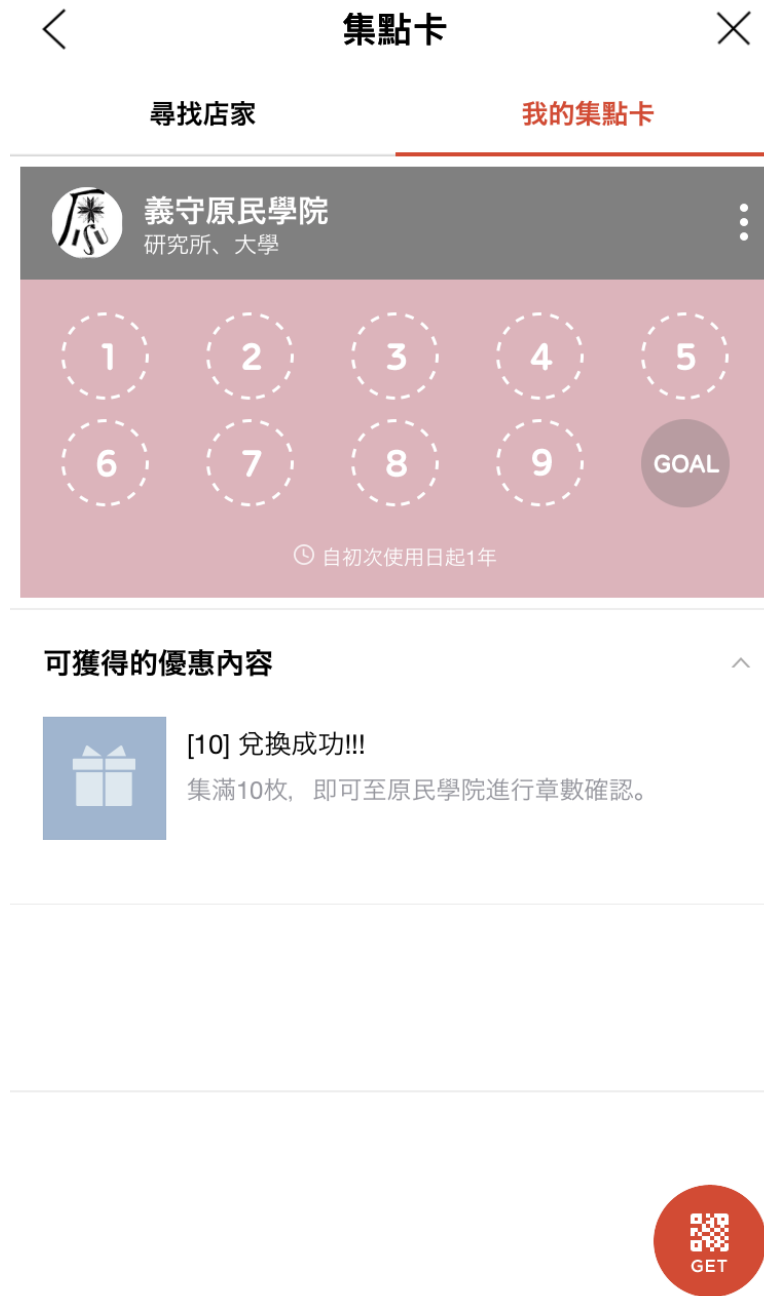 集點卡
尋找店家
我的集點卡
原 ISU
義守原民學院
研究所、大學
1 2 3 4 5
6 7 8 9 GOAL
自初次使用日起1年
可獲得的優惠內容
[10] 兌換成功!!!
集滿10枚，即可至原民學院進行章數確認。
GET